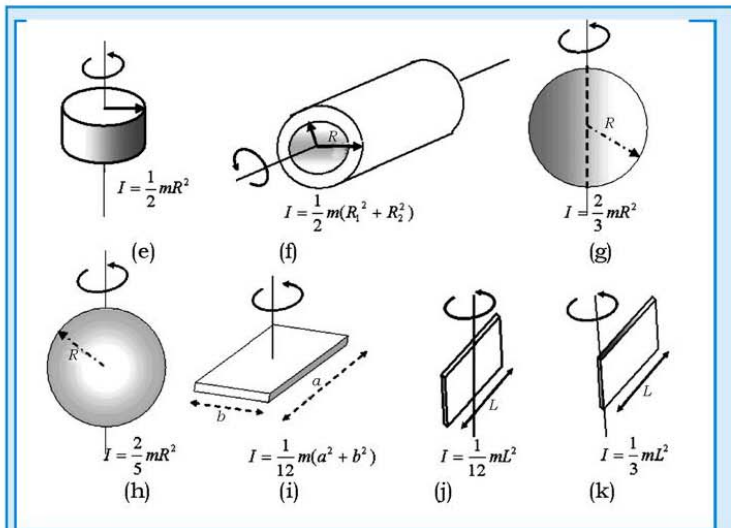 R
R
I = 1/2 mR²
I = 1/2 m(R₁² + R₂²)
I = 2/3 mR²
(e)
(f)
(g)
R
a
b
L
L
I = 2/5 mR²
I = 1/12 m(a² + b²)
I = 1/12 mL²
I = 1/3 mL²
(h)
(i)
(j)
(k)